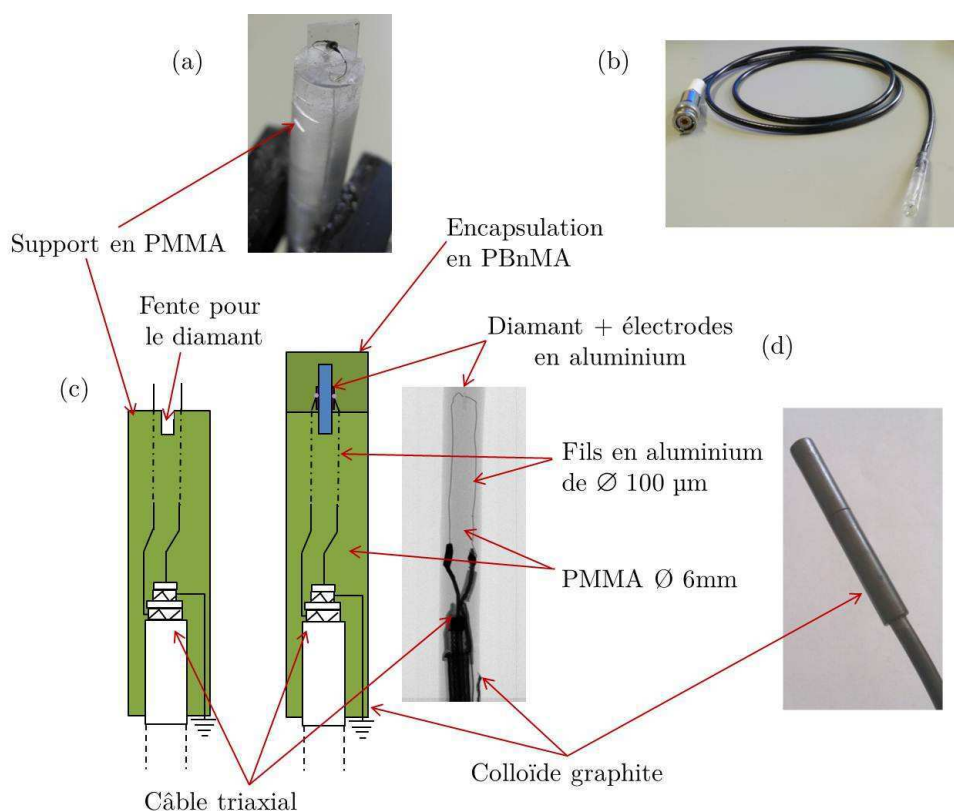 (a)
(b)
Support en PMMA
Encapsulation
en PBnMA
Fente pour
le diamant
Diamant + électrodes
en aluminium
(c)
(d)
Fils en aluminium
de Ø 100 µm
PMMA Ø 6mm
Colloïde graphite
Câble triaxial